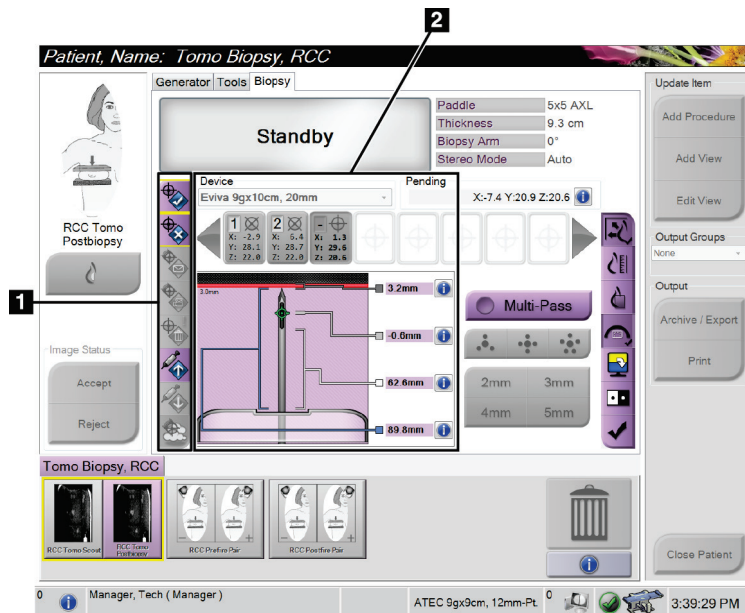 2
Patient, Name: Tomo Biopsy, RCC
Generator Tools Biopsy
Update Item
Standby
Paddle 5x5 AXL
Thickness 9.3 cm
Biopsy Arm 0°
Stereo Mode Auto
Add Procedure
Add View
Edit View
Device Pending
Eviva 9gx10cm, 20mm
X:-7.4 Y:20.9 Z:20.6
RCC Tomo
Postbiopsy
1 2 -
X: -2.9 X: 6.4 X: 1.3
Y: 28.1 Y: 28.7 Y: 29.6
Z: 22.0 Z: 22.0 Z: 20.6
Output Groups
None
Output
Archive / Export
Print
1
3.0mm
3.2mm
-0.6mm
62.6mm
89.8mm
Multi-Pass
2mm 3mm
4mm 5mm
Image Status
Accept
Reject
Tomo Biopsy, RCC
RCC Tomo Scout
RCC Tomo
Postbiopsy
RCC Prefire Pair
RCC Postfire Pair
Close Patient
0 Manager, Tech ( Manager )
ATEC 9gx9cm, 12mm-Pt.
0
3:39:29 PM